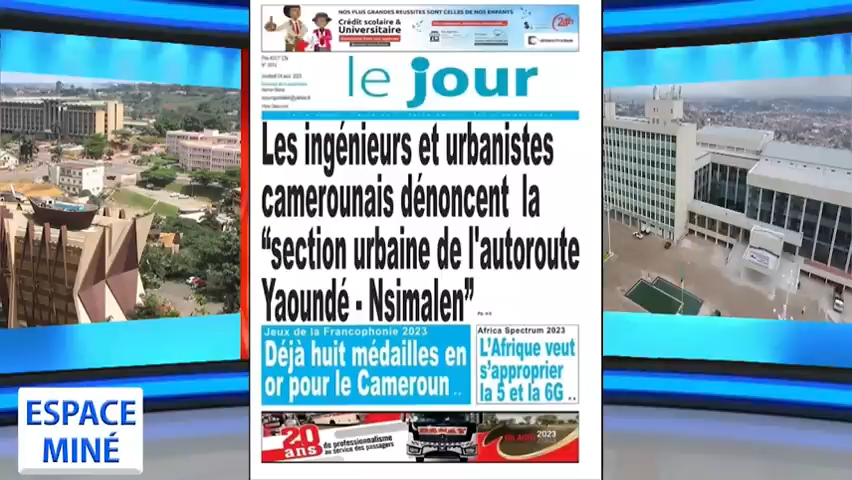 NOS PLUS GRANDES REUSSITES SONT CELLES DE NOS ENFANTS
Crédit scolaire &
Universitaire
24h
le jour
Les ingénieurs et urbanistes
camerounais dénoncent la
“section urbaine de l'autoroute
Yaoundé - Nsimalen”
Jeux de la Francophonie 2023
Déjà huit médailles en
or pour le Cameroun ..
Africa Spectrum 2023
L'Afrique veut
s'approprier
la 5 et la 6G ..
20
ans
de professionnalisme
au service des passagers
2023
ESPACE
MINÉ